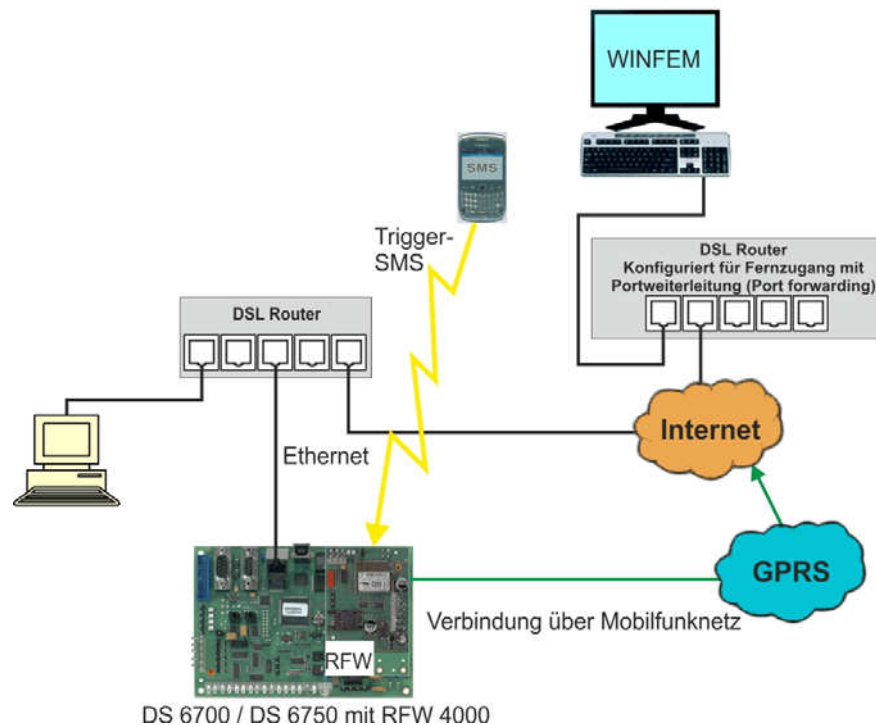 WINFEM
SMS
Trigger-
SMS
DSL Router
Konfiguriert für Fernzugang mit
Portweiterleitung (Port forwarding)
DSL Router
Internet
Ethernet
GPRS
Verbindung über Mobilfunknetz
RFW
DS 6700 / DS 6750 mit RFW 4000